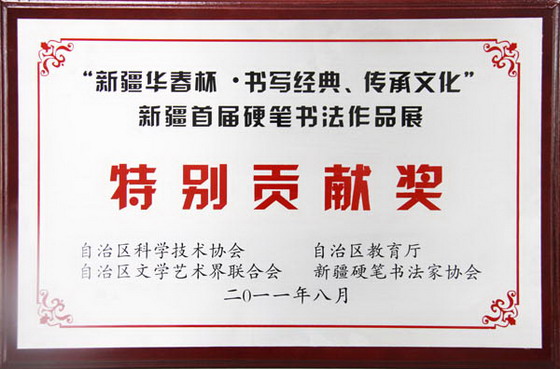 “新疆华春杯·书写经典、传承文化”
新疆首届硬笔书法作品展
特别贡献奖
自治区科学技术协会 自治区教育厅
自治区文学艺术界联合会 新疆硬笔书法家协会
二0一一年八月